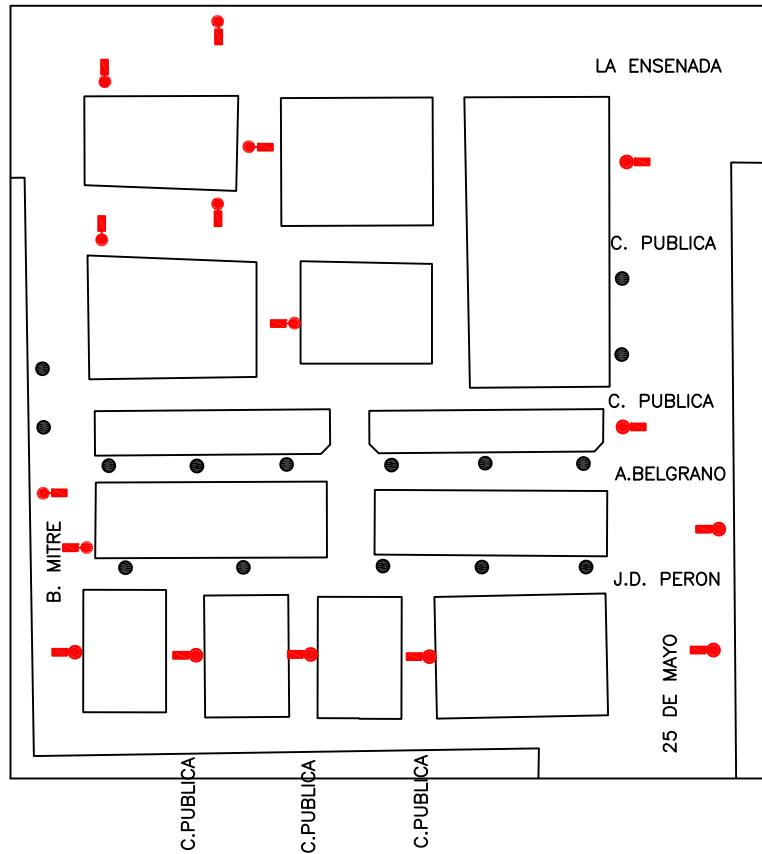 LA ENSENADA
C. PUBLICA
C. PUBLICA
A.BELGRANO
B. MITRE
J.D. PERON
25 DE MAYO
C.PUBLICA
C.PUBLICA
C.PUBLICA